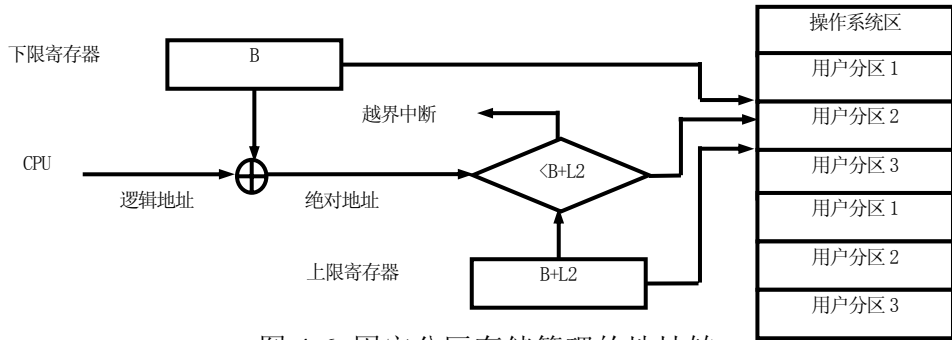 操作系统区
下限寄存器
B
用户分区 1
越界中断
用户分区 2
CPU
<B+L2
用户分区 3
逻辑地址
绝对地址
用户分区 1
上限寄存器
B+L2
用户分区 2
用户分区 3